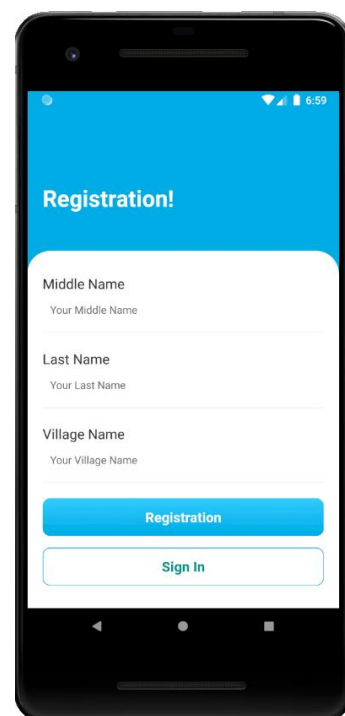 6:59
Registration!
Middle Name
Your Middle Name
Last Name
Your Last Name
Village Name
Your Village Name
Registration
Sign In